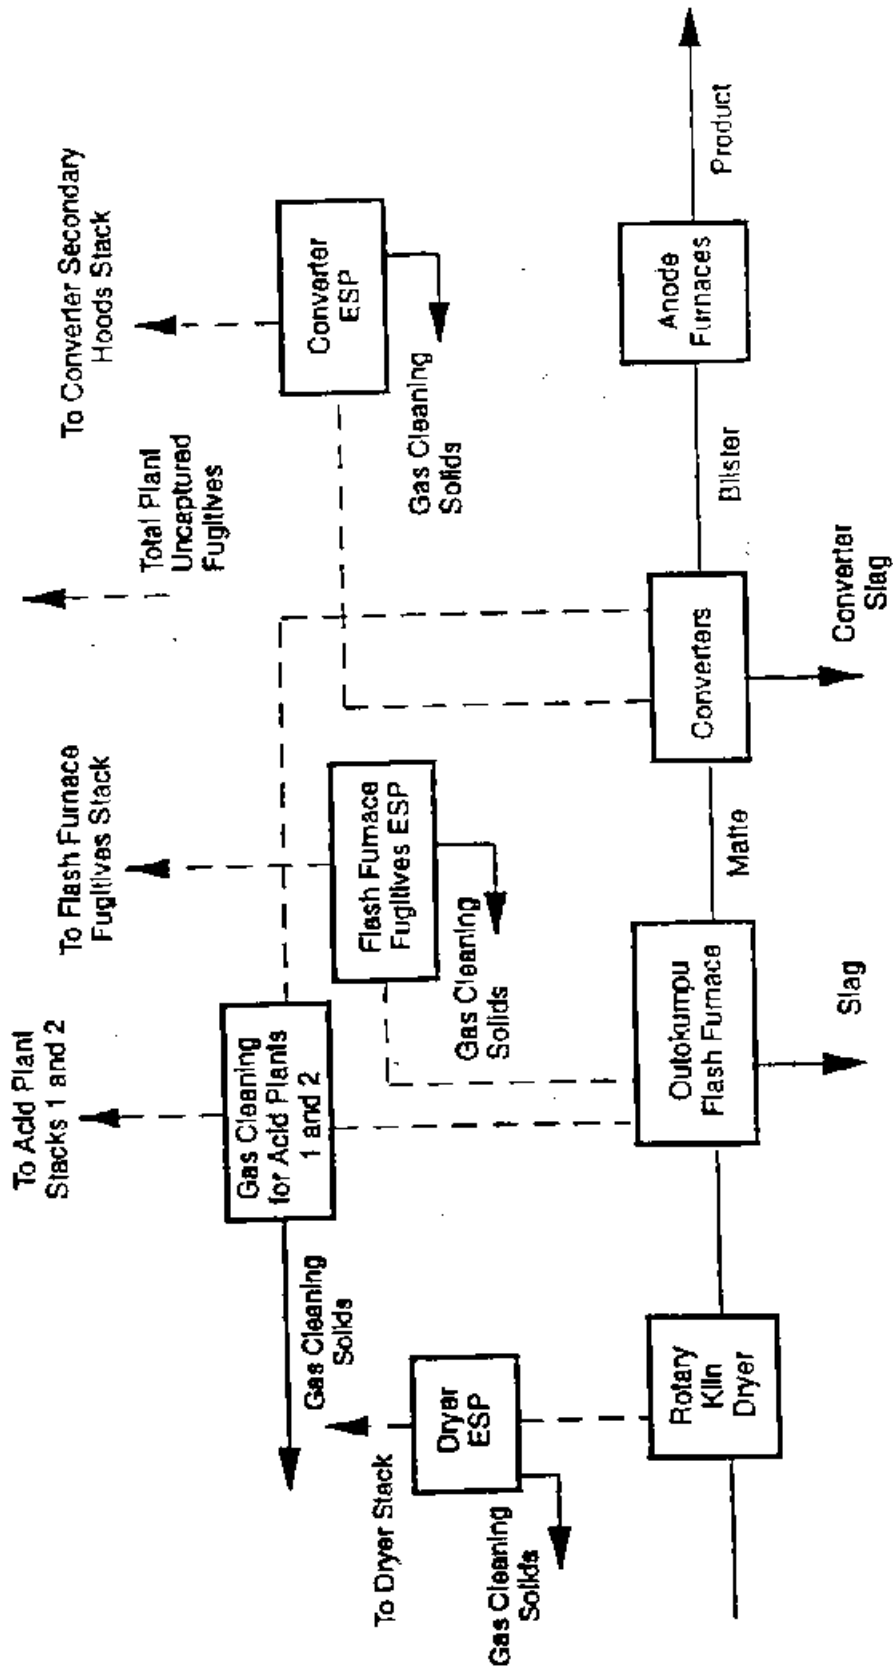 To Acid Plant
Stacks 1 and 2
To Flash Furnace
Fugitives Stack
Total Plant
Uncaptured
Fugitives
To Converter Secondary
Hoods Stack
Gas Cleaning
for Acid Plants
1 and 2
Gas Cleaning
Solids
Flash Furnace
Fugitives ESP
Gas Cleaning
Solids
Converter
ESP
Gas Cleaning
Solids
To Dryer Stack
Dryer
ESP
Gas Cleaning
Solids
Rotary
Kiln
Dryer
Outokumpu
Flash Furnace
Slag
Matte
Converters
Converter
Slag
Blister
Anode
Furnaces
Product